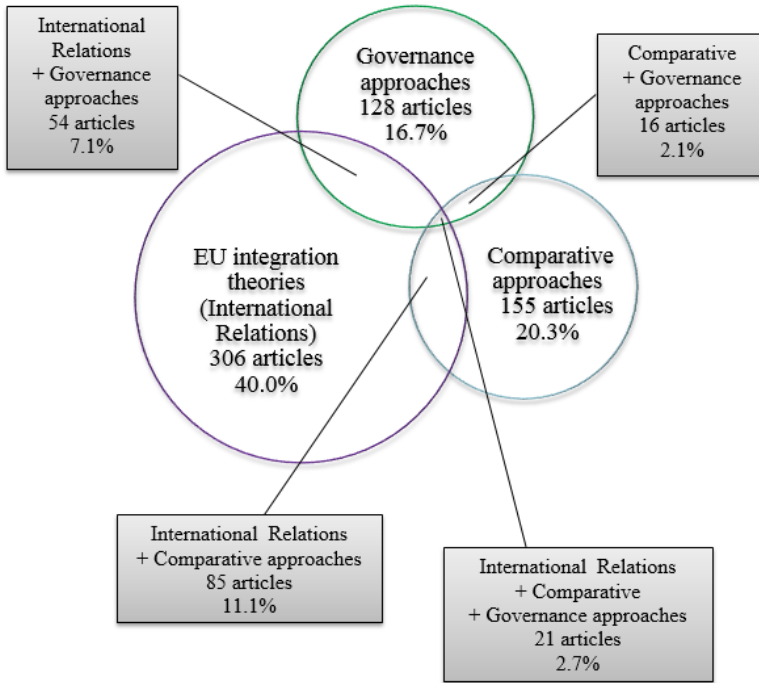 International
Relations
+ Governance
approaches
54 articles
7.1%
Governance
approaches
128 articles
16.7%
Comparative
+ Governance
approaches
16 articles
2.1%
EU integration
theories
(International
Relations)
306 articles
40.0%
Comparative
approaches
155 articles
20.3%
International Relations
+ Comparative approaches
85 articles
11.1%
International Relations
+ Comparative
+ Governance approaches
21 articles
2.7%